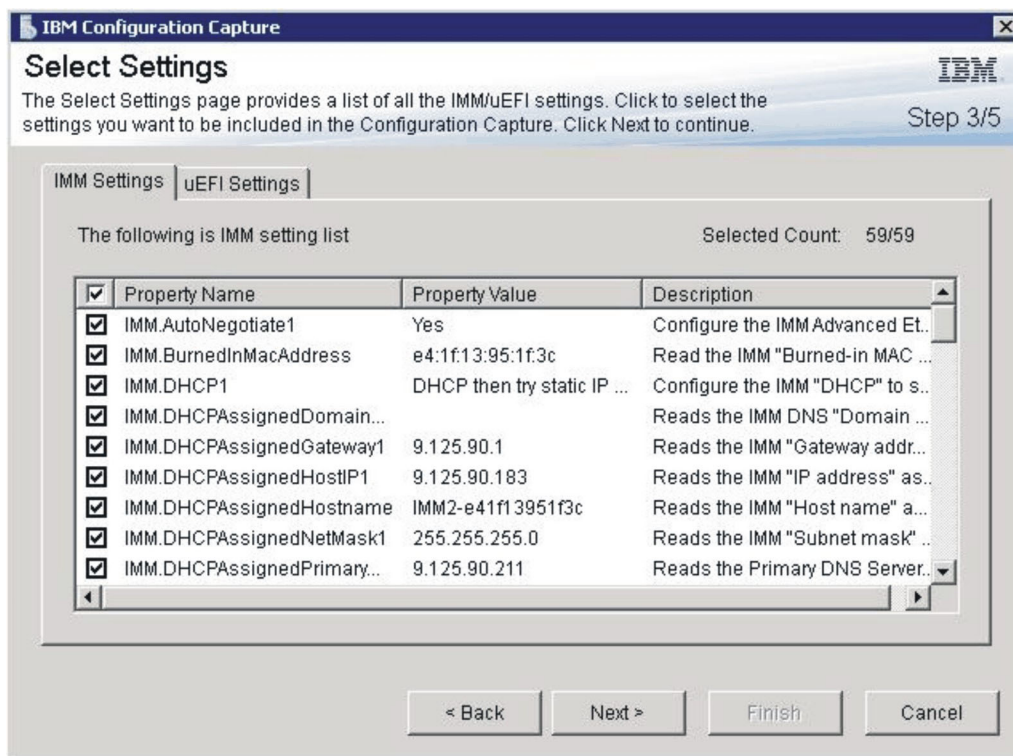 IBM Configuration Capture
Select Settings
IBM
The Select Settings page provides a list of all the IMM/uEFI settings. Click to select the
settings you want to be included in the Configuration Capture. Click Next to continue.
Step 3/5
IMM Settings
uEFI Settings
The following is IMM setting list
Selected Count: 59/59
Property Name Property Value Description
IMM.AutoNegotiate1 Yes Configure the IMM Advanced Et..
IMM.BurnedInMacAddress e4:1f:13:95:1f:3c Read the IMM "Burned-in MAC ...
IMM.DHCP1 DHCP then try static IP ... Configure the IMM "DHCP" to s..
IMM.DHCPAssignedDomain... Reads the IMM DNS "Domain ...
IMM.DHCPAssignedGateway1 9.125.90.1 Reads the IMM "Gateway addr...
IMM.DHCPAssignedHostIP1 9.125.90.183 Reads the IMM "IP address" as..
IMM.DHCPAssignedHostname IMM2-e41f13951f3c Reads the IMM "Host name" a...
IMM.DHCPAssignedNetMask1 255.255.255.0 Reads the IMM "Subnet mask" ..
IMM.DHCPAssignedPrimary... 9.125.90.211 Reads the Primary DNS Server..
< Back
Next >
Finish
Cancel